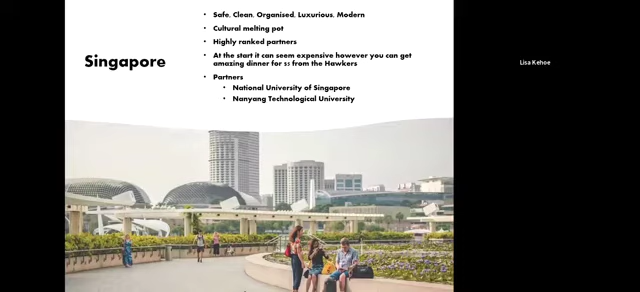 Singapore
Safe, Clean, Organised, Luxurious, Modern
Cultural melting pot
Highly ranked partners
At the start it can seem expensive however you can get
amazing dinner for $5 from the Hawkers
Partners
National University of Singapore
Nanyang Technological University
Lisa Kehoe